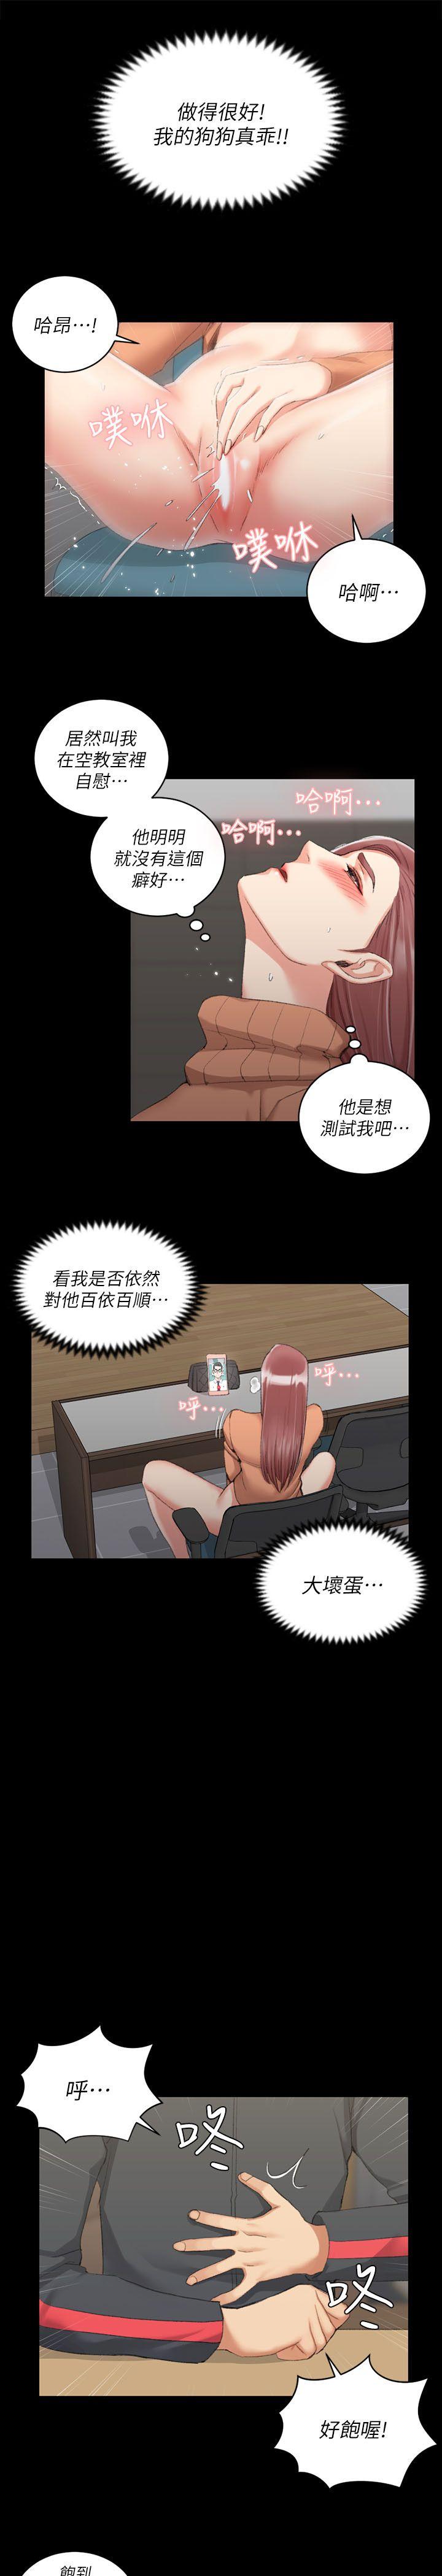 做得很好!
我的狗狗真乖!!
哈昂⋯!
噗咻
噗咻
哈啊⋯
居然叫我
在空教室裡
自慰⋯
他明明
就沒有這個
癖好⋯
哈啊⋯
哈啊⋯
他是想
測試我吧⋯
看我是否依然
對他百依百順⋯
呼⋯
呼⋯
大壞蛋⋯
呼⋯
咚
咚
好飽喔!
飽到